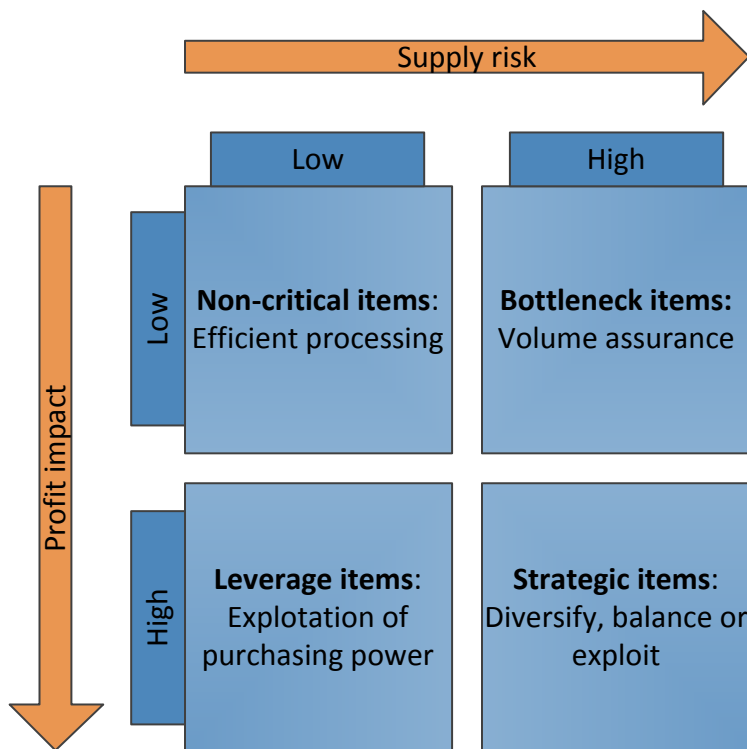 Supply risk
Low
High
Profit impact
Low
Non-critical items:
Efficient processing
Bottleneck items:
Volume assurance
High
Leverage items:
Explotation of
purchasing power
Strategic items:
Diversify, balance or
exploit